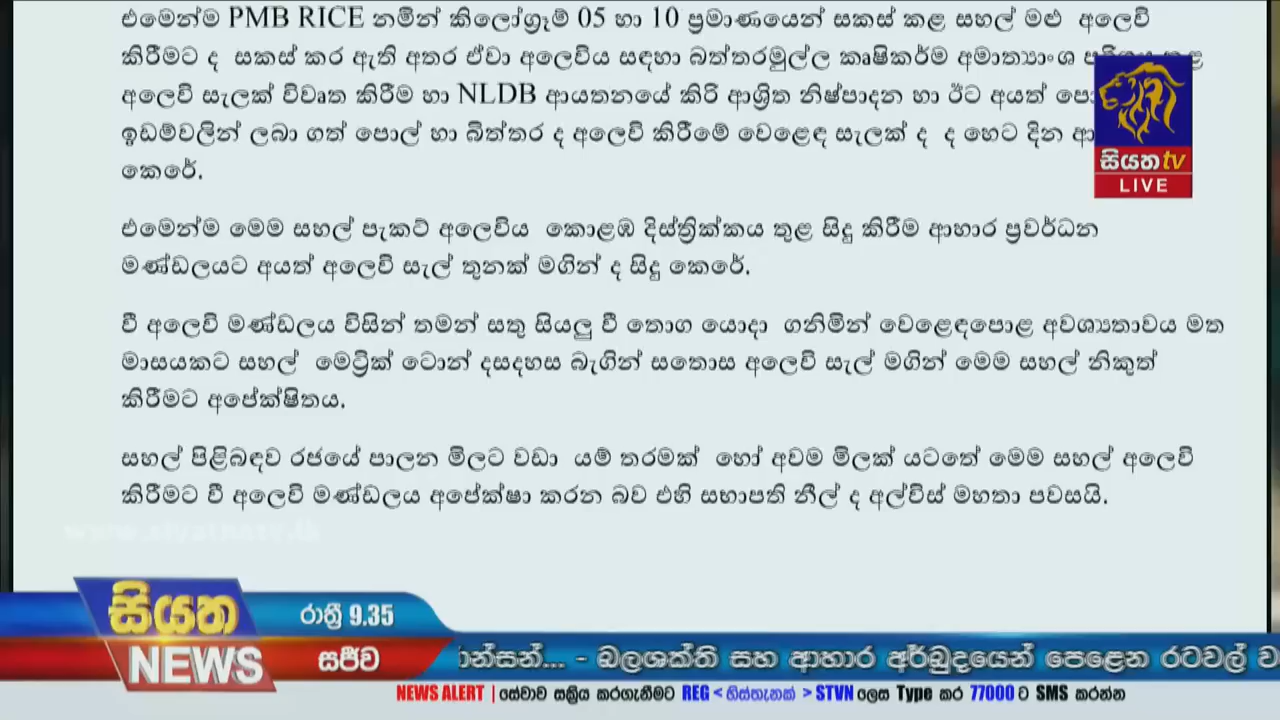 එමෙන්ම PMB RICE නමින් කිලෝග්‍රෑම් 05 හා 10 ප්‍රමාණයෙන් සකස් කළ සහල් මළු අලෙවි
කිරීමට ද සකස් කර ඇති අතර ඒවා අලෙවිය සඳහා බත්තරමුල්ල කෘෂිකර්ම අමාත්‍යාංශ
අලෙවි සැලක් විවෘත කිරීම හා NLDB ආයතනයේ කිරි ආශ්‍රිත නිෂ්පාදන හා ඊට අයත්
ඉඩම්වලින් ලබා ගත් පොල් හා බිත්තර ද අලෙවි කිරීමේ වෙළෙඳ සැලක් ද ද හෙට දින
කෙරේ.
එමෙන්ම මෙම සහල් පැකට් අලෙවිය කොළඹ දිස්ත්‍රික්කය තුළ සිදු කිරීම ආහාර ප්‍රවර්ධන
මණ්ඩලයට අයත් අලෙවි සැල් තුනක් මගින් ද සිදු කෙරේ.
වී අලෙවි මණ්ඩලය විසින් තමන් සතු සියලු වී තොග යොදා ගනිමින් වෙළෙඳපොළ අවශ්‍යතාවය මත
මාසයකට සහල් මෙට්‍රික් ටොන් දසදහස බැගින් සතොස අලෙවි සැල් මගින් මෙම සහල් නිකුත්
කිරීමට අපේක්ෂිතය.
සහල් පිළිබඳව රජයේ පාලන මිලට වඩා යම් තරමක් හෝ අවම මිලක් යටතේ මෙම සහල් අලෙවි
කිරීමට වී අලෙවි මණ්ඩලය අපේක්ෂා කරන බව එහි සභාපති නීල් ද අල්විස් මහතා පවසයි.
සියත tv
LIVE
සියත
NEWS
රාත්‍රී 9.35
සජීව
- බලශක්ති සහ ආහාර අර්බුදයෙන් පෙළෙන රටවල්
NEWS ALERT | සේවාව සක්‍රිය කරගැනීමට REG < හිස්තැනක් > STVN ලෙස Type කර 77000 ට SMS කරන්න